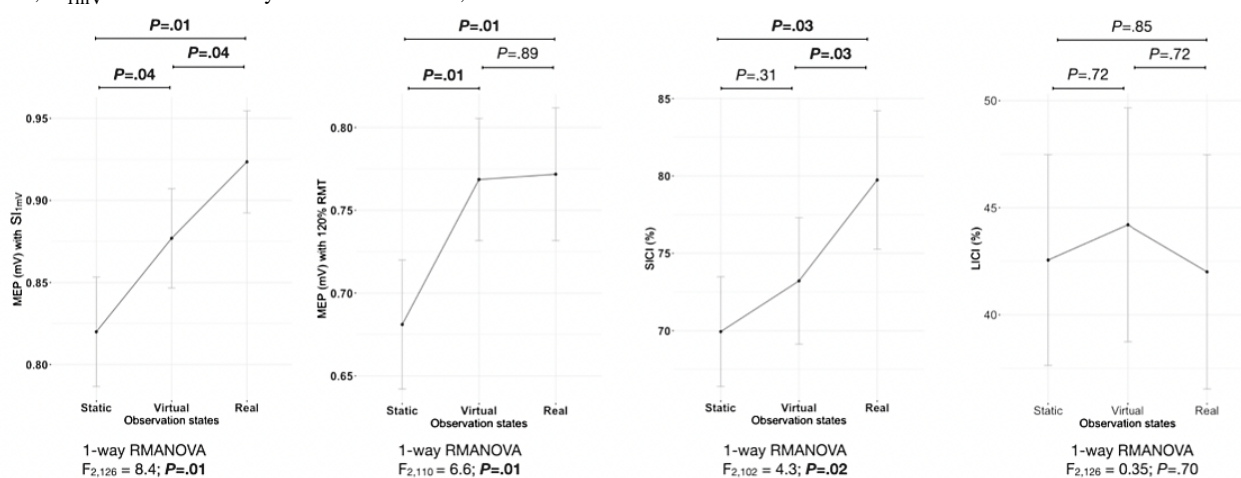 1mV
P=.01
P=.04
P=.04
0.95
0.90
0.85
0.80
MEP (mV) with SI1mV
Static Virtual Real
Observation states
1-way RMANOVA
F2,126 = 8.4; P=.01
P=.01
P=.89
P=.01
0.80
0.75
0.70
0.65
MEP (mV) with 120% RMT
Static Virtual Real
Observation states
1-way RMANOVA
F2,110 = 6.6; P=.01
P=.03
P=.03
P=.31
85
80
75
70
SICI (%)
Static Virtual Real
Observation states
1-way RMANOVA
F2,102 = 4.3; P=.02
P=.85
P=.72
P=.72
50
45
40
LICI (%)
Static Virtual Real
Observation states
1-way RMANOVA
F2,126 = 0.35; P=.70